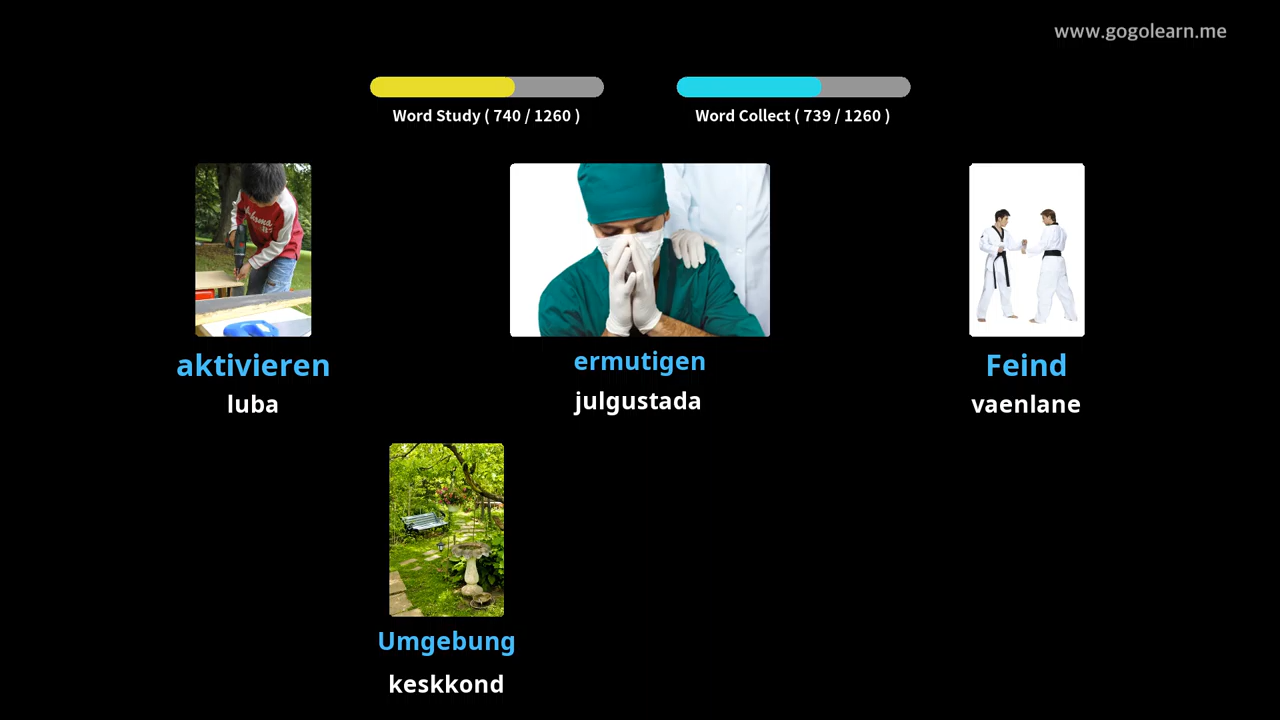 www.gogolearn.me
Word Study ( 740 / 1260 )
Word Collect ( 739 / 1260 )
aktivieren
luba
ermutigen
julgustada
Feind
vaenlane
Umgebung
keskkond